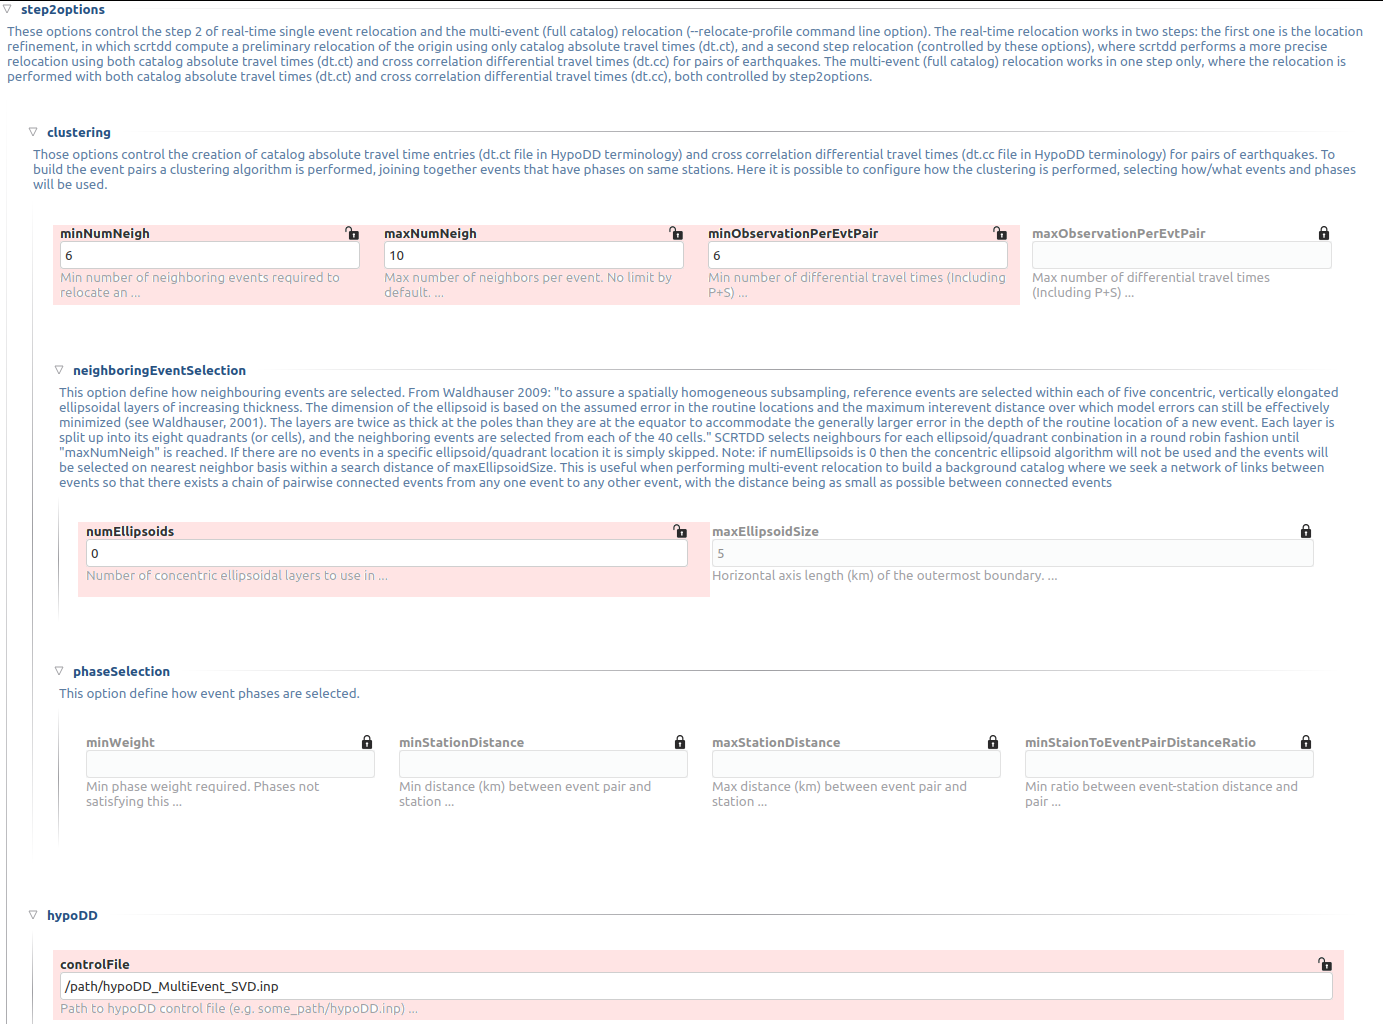 step2options
These options control the step 2 of real-time single event relocation and the multi-event (full catalog) relocation (--relocate-profile command line option). The real-time relocation works in two steps: the first one is the location
refinement, in which scrtdd compute a preliminary relocation of the origin using only catalog absolute travel times (dt.ct), and a second step relocation (controlled by these options), where scrtdd performs a more precise
relocation using both catalog absolute travel times (dt.ct) and cross correlation differential travel times (dt.cc) for pairs of earthquakes. The multi-event (full catalog) relocation works in one step only, where the relocation is
performed with both catalog absolute travel times (dt.ct) and cross correlation differential travel times (dt.cc), both controlled by step2options.
clustering
Those options control the creation of catalog absolute travel time entries (dt.ct file in HypoDD terminology) and cross correlation differential travel times (dt.cc file in HypoDD terminology) for pairs of earthquakes. To
build the event pairs a clustering algorithm is performed, joining together events that have phases on same stations. Here it is possible to configure how the clustering is performed, selecting how/what events and phases
will be used.
minNumNeigh maxNumNeigh minObservationPerEvtPair maxObservationPerEvtPair
6 10 6
Min number of neighboring events required to Max number of neighbors per event. No limit by Min number of differential travel times (Including Max number of differential travel times
relocate an ... default. ... P+S) ... (Including P+S) ...
neighboringEventSelection
This option define how neighbouring events are selected. From Waldhauser 2009: "to assure a spatially homogeneous subsampling, reference events are selected within each of five concentric, vertically elongated
ellipsoidal layers of increasing thickness. The dimension of the ellipsoid is based on the assumed error in the routine locations and the maximum interevent distance over which model errors can still be effectively
minimized (see Waldhauser, 2001). The layers are twice as thick at the poles than they are at the equator to accommodate the generally larger error in the depth of the routine location of a new event. Each layer is
split up into its eight quadrants (or cells), and the neighboring events are selected from each of the 40 cells." SCRTDD selects neighbours for each ellipsoid/quadrant conbination in a round robin fashion until
"maxNumNeigh" is reached. If there are no events in a specific ellipsoid/quadrant location it is simply skipped. Note: if numEllipsoids is 0 then the concentric ellipsoid algorithm will not be used and the events will
be selected on nearest neighbor basis within a search distance of maxEllipsoidSize. This is useful when performing multi-event relocation to build a background catalog where we seek a network of links between
events so that there exists a chain of pairwise connected events from any one event to any other event, with the distance being as small as possible between connected events
numEllipsoids maxEllipsoidSize
0 5
Number of concentric ellipsoidal layers to use in ... Horizontal axis length (km) of the outermost boundary. ...
phaseSelection
This option define how event phases are selected.
minWeight minStationDistance maxStationDistance minStaionToEventPairDistanceRatio
Min phase weight required. Phases not Min distance (km) between event pair and Max distance (km) between event pair and Min ratio between event-station distance and
satisfying this ... station ... station ... pair ...
hypoDD
controlFile
/path/hypoDD_MultiEvent_SVD.inp
Path to hypoDD control file (e.g. some_path/hypoDD.inp) ...